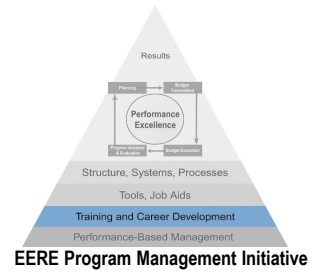 Results
Planning
Budget
Formulation
Performance
Excellence
Program Analysis
& Evaluation
Budget Execution
Structure, Systems, Processes
Tools, Job Aids
Training and Career Development
Performance-Based Management
EERE Program Management Initiative